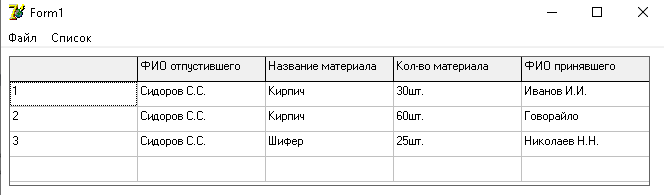 Form1
Файл Список
ФИО отпустившего Название материала Кол-во материала ФИО принявшего
1 Сидоров С.С. Кирпич 30шт. Иванов И.И.
2 Сидоров С.С. Кирпич 60шт. Говорайло
3 Сидоров С.С. Шифер 25шт. Николаев Н.Н.